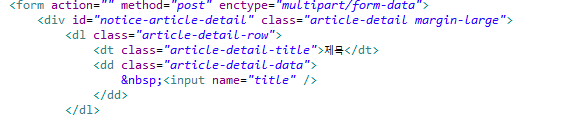 <form action="" method="post" enctype="multipart/form-data">
<div id="notice-article-detail" class="article-detail margin-large">
<dl class="article-detail-row">
<dt class="article-detail-title">제목</dt>
<dd class="article-detail-data">
&nbsp;<input name="title" />
</dd>
</dl>